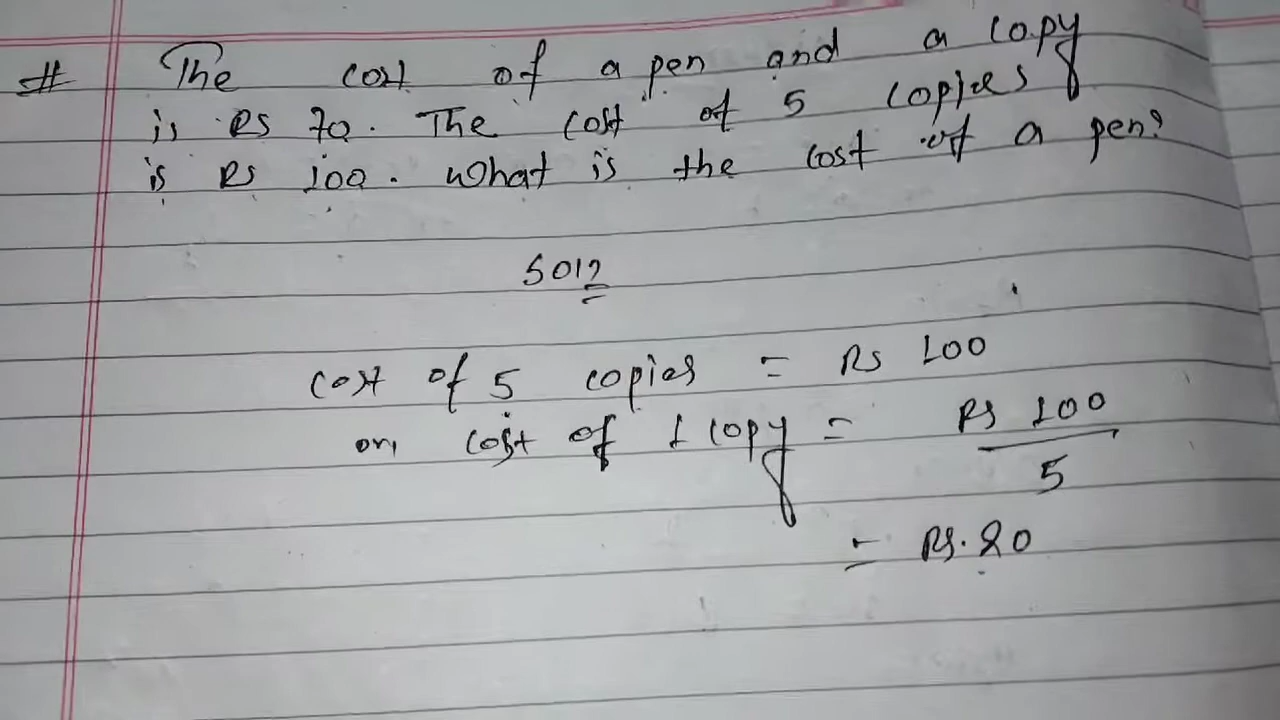 # The cost of a pen and a copy
is Rs 70. The cost of 5 copies
is Rs 100. What is the cost of a pen?
Soln
cost of 5 copies = Rs 100
or, cost of 1 copy = Rs 100
5
= Rs. 20